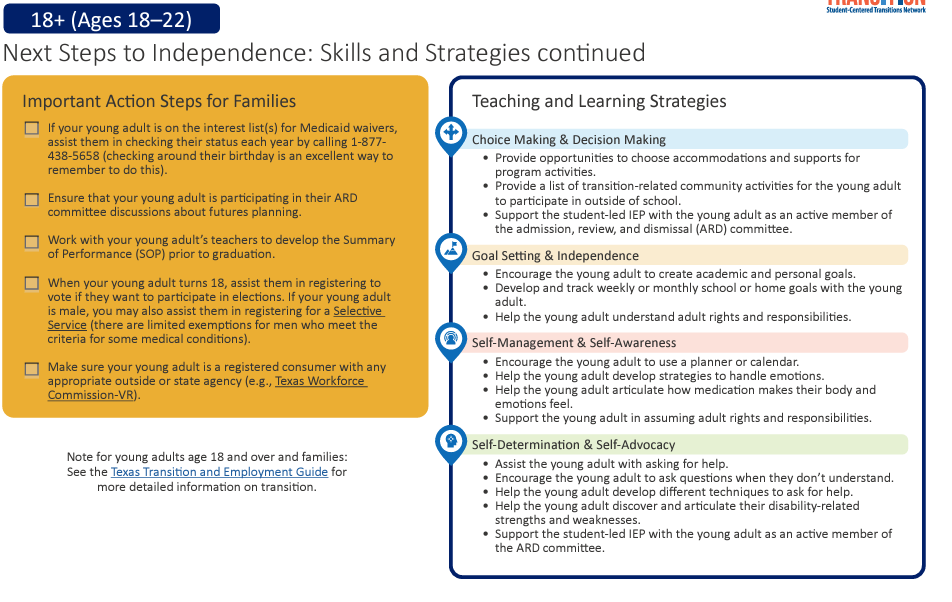 18+ (Ages 18–22)
Student-Centered Transitions Network
Next Steps to Independence: Skills and Strategies continued
Important Action Steps for Families
If your young adult is on the interest list(s) for Medicaid waivers,
assist them in checking their status each year by calling 1-877-
438-5658 (checking around their birthday is an excellent way to
remember to do this).
Ensure that your young adult is participating in their ARD
committee discussions about futures planning.
Work with your young adult's teachers to develop the Summary
of Performance (SOP) prior to graduation.
When your young adult turns 18, assist them in registering to
vote if they want to participate in elections. If your young adult
is male, you may also assist them in registering for a Selective
Service (there are limited exemptions for men who meet the
criteria for some medical conditions).
Make sure your young adult is a registered consumer with any
appropriate outside or state agency (e.g., Texas Workforce
Commission-VR).
Note for young adults age 18 and over and families:
See the Texas Transition and Employment Guide for
more detailed information on transition.
Teaching and Learning Strategies
Choice Making & Decision Making
• Provide opportunities to choose accommodations and supports for
program activities.
• Provide a list of transition-related community activities for the young adult
to participate in outside of school.
• Support the student-led IEP with the young adult as an active member of
the admission, review, and dismissal (ARD) committee.
Goal Setting & Independence
• Encourage the young adult to create academic and personal goals.
• Develop and track weekly or monthly school or home goals with the young
adult.
• Help the young adult understand adult rights and responsibilities.
Self-Management & Self-Awareness
• Encourage the young adult to use a planner or calendar.
• Help the young adult develop strategies to handle emotions.
• Help the young adult articulate how medication makes their body and
emotions feel.
• Support the young adult in assuming adult rights and responsibilities.
Self-Determination & Self-Advocacy
• Assist the young adult with asking for help.
• Encourage the young adult to ask questions when they don't understand.
• Help the young adult develop different techniques to ask for help.
• Help the young adult discover and articulate their disability-related
strengths and weaknesses.
• Support the student-led IEP with the young adult as an active member of
the ARD committee.